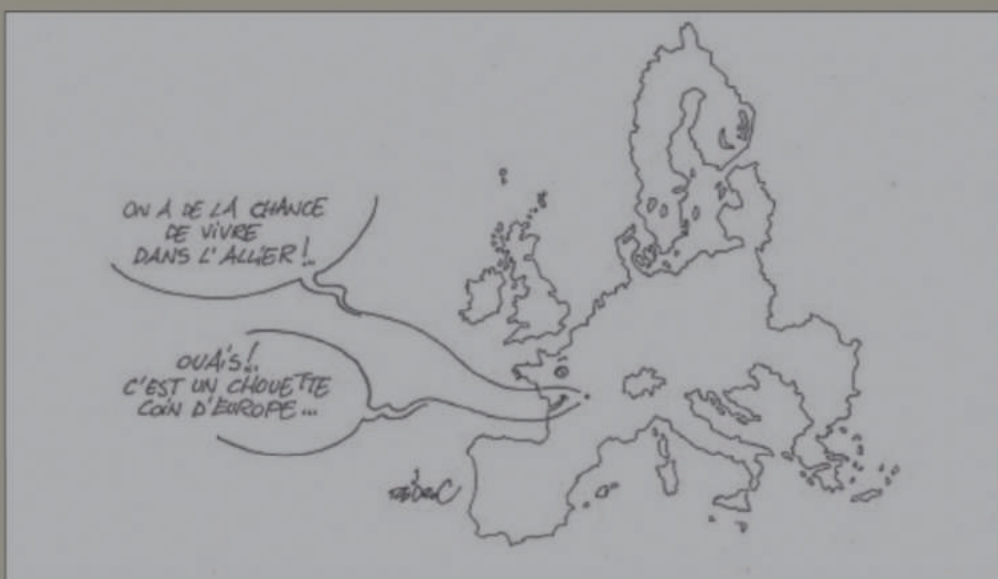 ON A DE LA CHANCE
DE VIVRE
DANS L'ALLIER!..
OUAIS!..
C'EST UN CHOUETTE
COIN D'EUROPE...